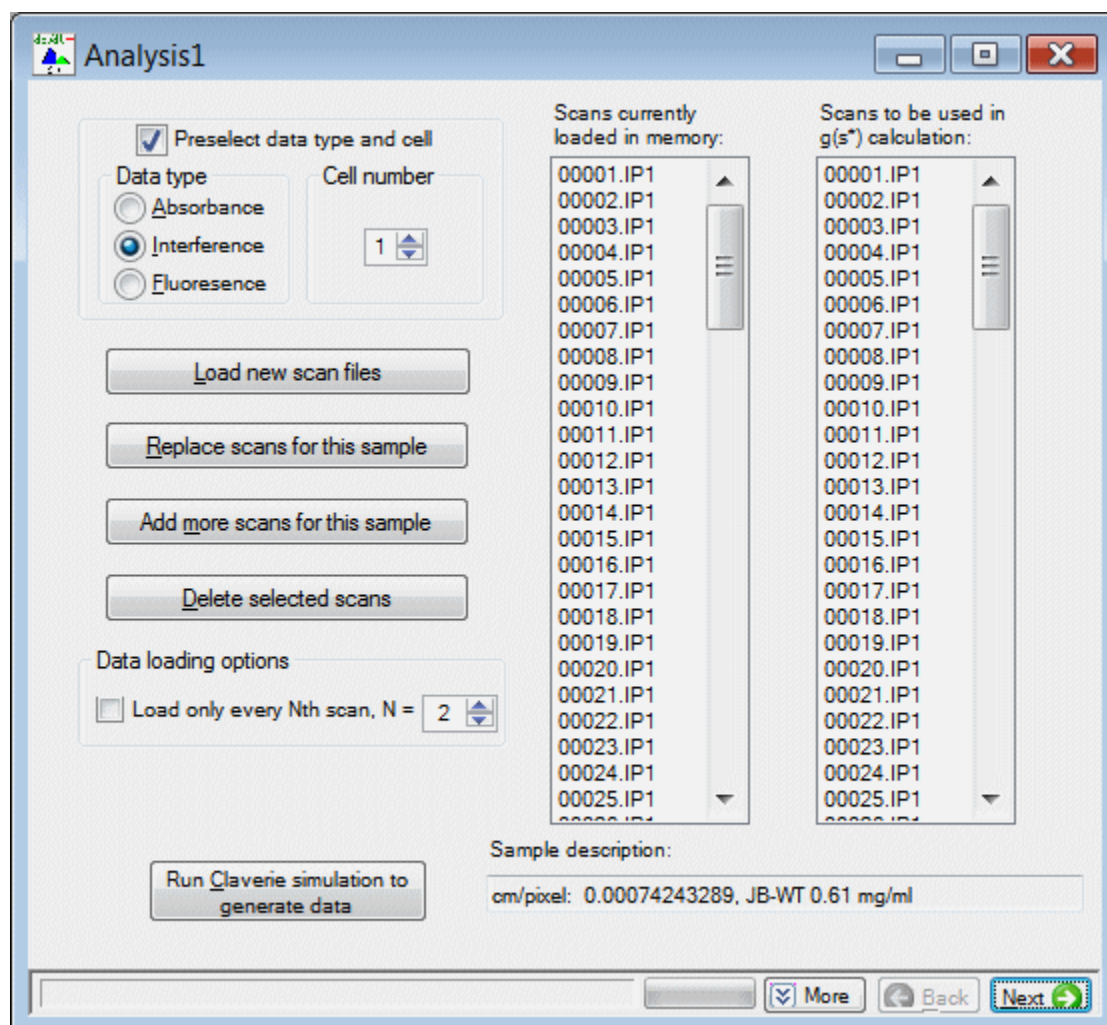 Analysis1
Preselect data type and cell
Data type
Absorbance
Interference
Fluoresence
Cell number
1
Load new scan files
Replace scans for this sample
Add more scans for this sample
Delete selected scans
Data loading options
Load only every Nth scan, N = 2
Run Claverie simulation to
generate data
Scans currently
loaded in memory:
00001.IP1
00002.IP1
00003.IP1
00004.IP1
00005.IP1
00006.IP1
00007.IP1
00008.IP1
00009.IP1
00010.IP1
00011.IP1
00012.IP1
00013.IP1
00014.IP1
00015.IP1
00016.IP1
00017.IP1
00018.IP1
00019.IP1
00020.IP1
00021.IP1
00022.IP1
00023.IP1
00024.IP1
00025.IP1
Scans to be used in
g(s*) calculation:
00001.IP1
00002.IP1
00003.IP1
00004.IP1
00005.IP1
00006.IP1
00007.IP1
00008.IP1
00009.IP1
00010.IP1
00011.IP1
00012.IP1
00013.IP1
00014.IP1
00015.IP1
00016.IP1
00017.IP1
00018.IP1
00019.IP1
00020.IP1
00021.IP1
00022.IP1
00023.IP1
00024.IP1
00025.IP1
Sample description:
cm/pixel: 0.00074243289, JB-WT 0.61 mg/ml
More
Back
Next